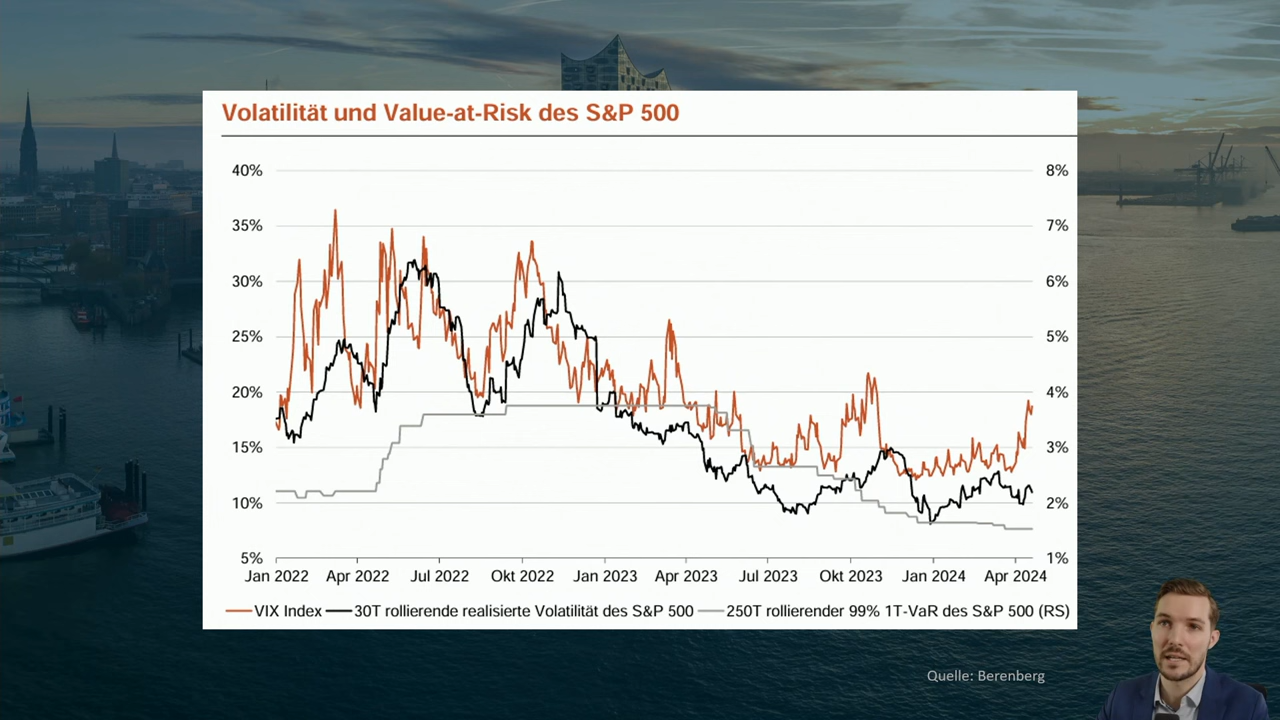 Volatilität und Value-at-Risk des S&P 500
40% 8%
35% 7%
30% 6%
25% 5%
20% 4%
15% 3%
10% 2%
5% 1%
Jan 2022 Apr 2022 Jul 2022 Okt 2022 Jan 2023 Apr 2023 Jul 2023 Okt 2023 Jan 2024 Apr 2024
VIX Index 30T rollierende realisierte Volatilität des S&P 500 250T rollierender 99% 1T-VaR des S&P 500 (RS)
Quelle: Berenberg